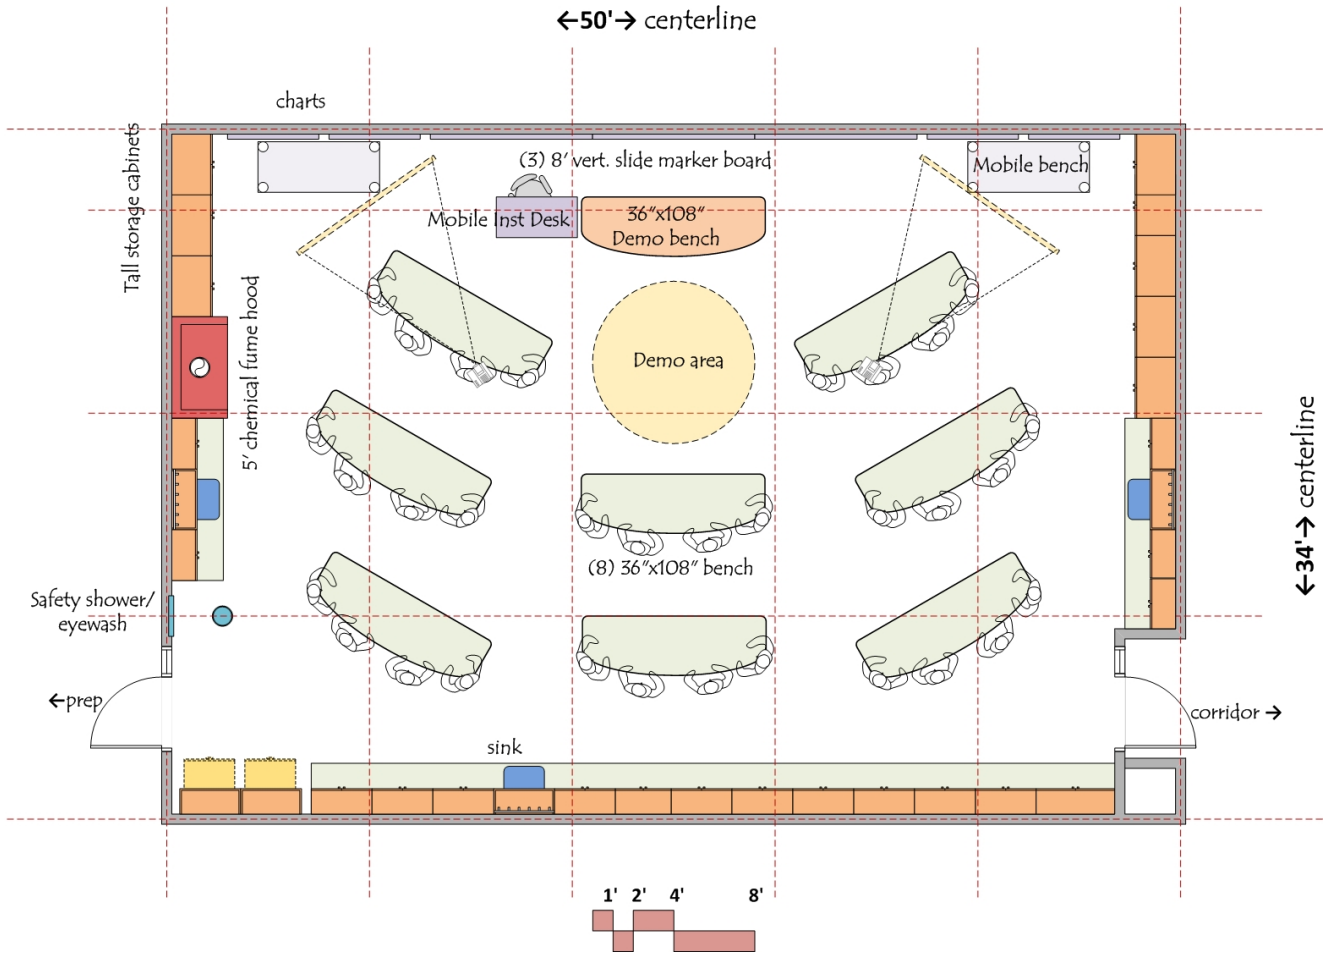 ←50'→ centerline
charts
Tall storage cabinets
(3) 8' vert. slide marker board
Mobile bench
Mobile Inst Desk
36"x108"
Demo bench
5' chemical fume hood
Demo area
←34'→ centerline
(8) 36"x108" bench
Safety shower/
eyewash
←prep
corridor →
sink
1' 2' 4' 8'